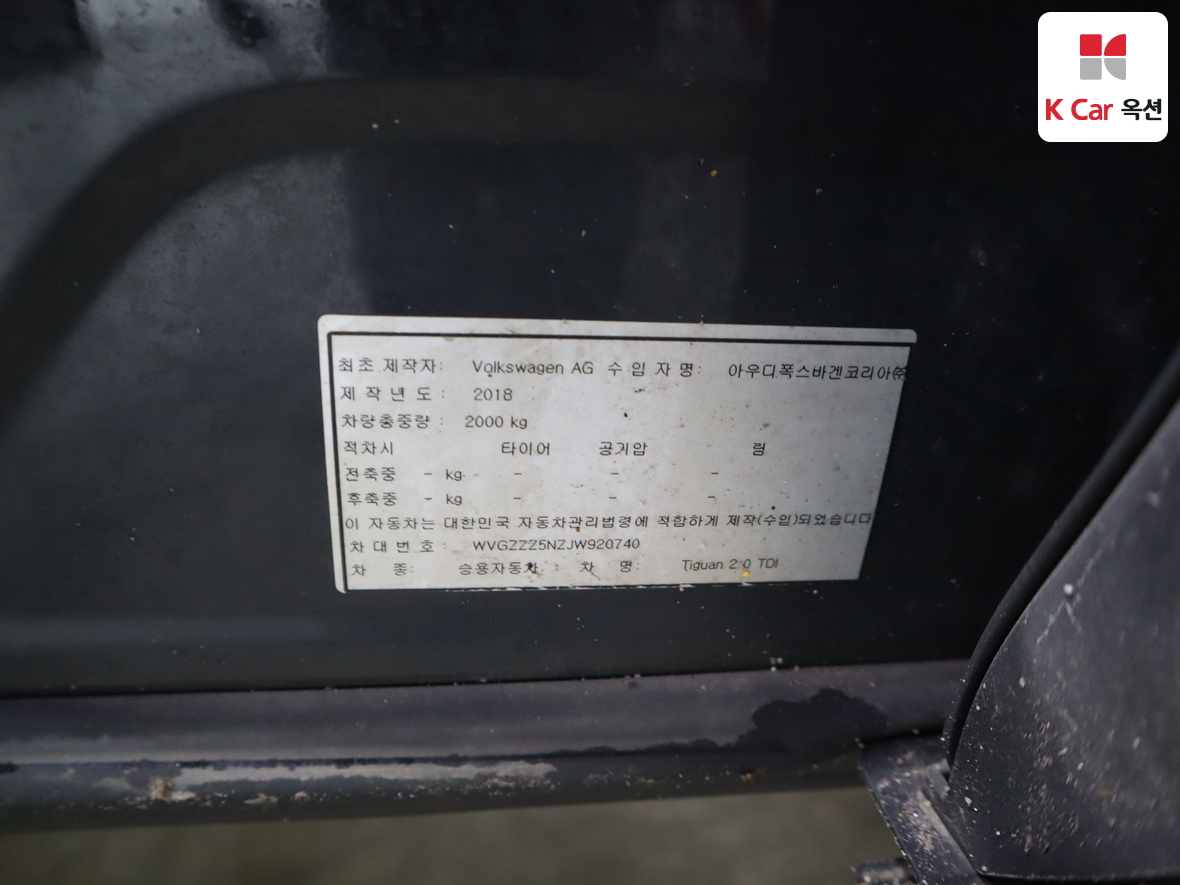 K Car 옥션
최초 제작자: Volkswagen AG 수 입 자 명: 아우디폭스바겐코리아㈜
제 작 년 도 : 2018
차량총중량 : 2000 kg
적차시 타이어 공기압 림
전축중 - kg - - -
후축중 - kg - - -
이 자동차는 대한민국 자동차관리법령에 적합하게 제작(수입)되었습니다
차 대 번 호 : WVGZZZ5NZJW920740
차 종: 승용자동차 차 명: Tiguan 2.0 TDI